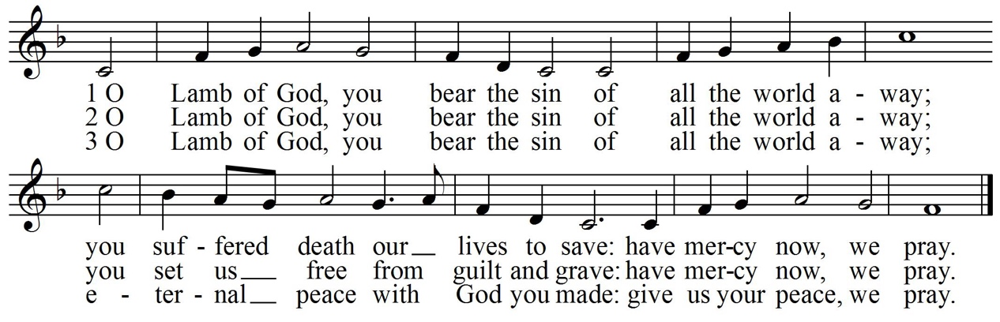 1 O Lamb of God, you bear the sin of all the world a - way;
2 O Lamb of God, you bear the sin of all the world a - way;
3 O Lamb of God, you bear the sin of all the world a - way;
you suf - fered death our__ lives to save: have mer-cy now, we pray.
you set us__ free from guilt and grave: have mer-cy now, we pray.
e - ter - nal__ peace with God you made: give us your peace, we pray.